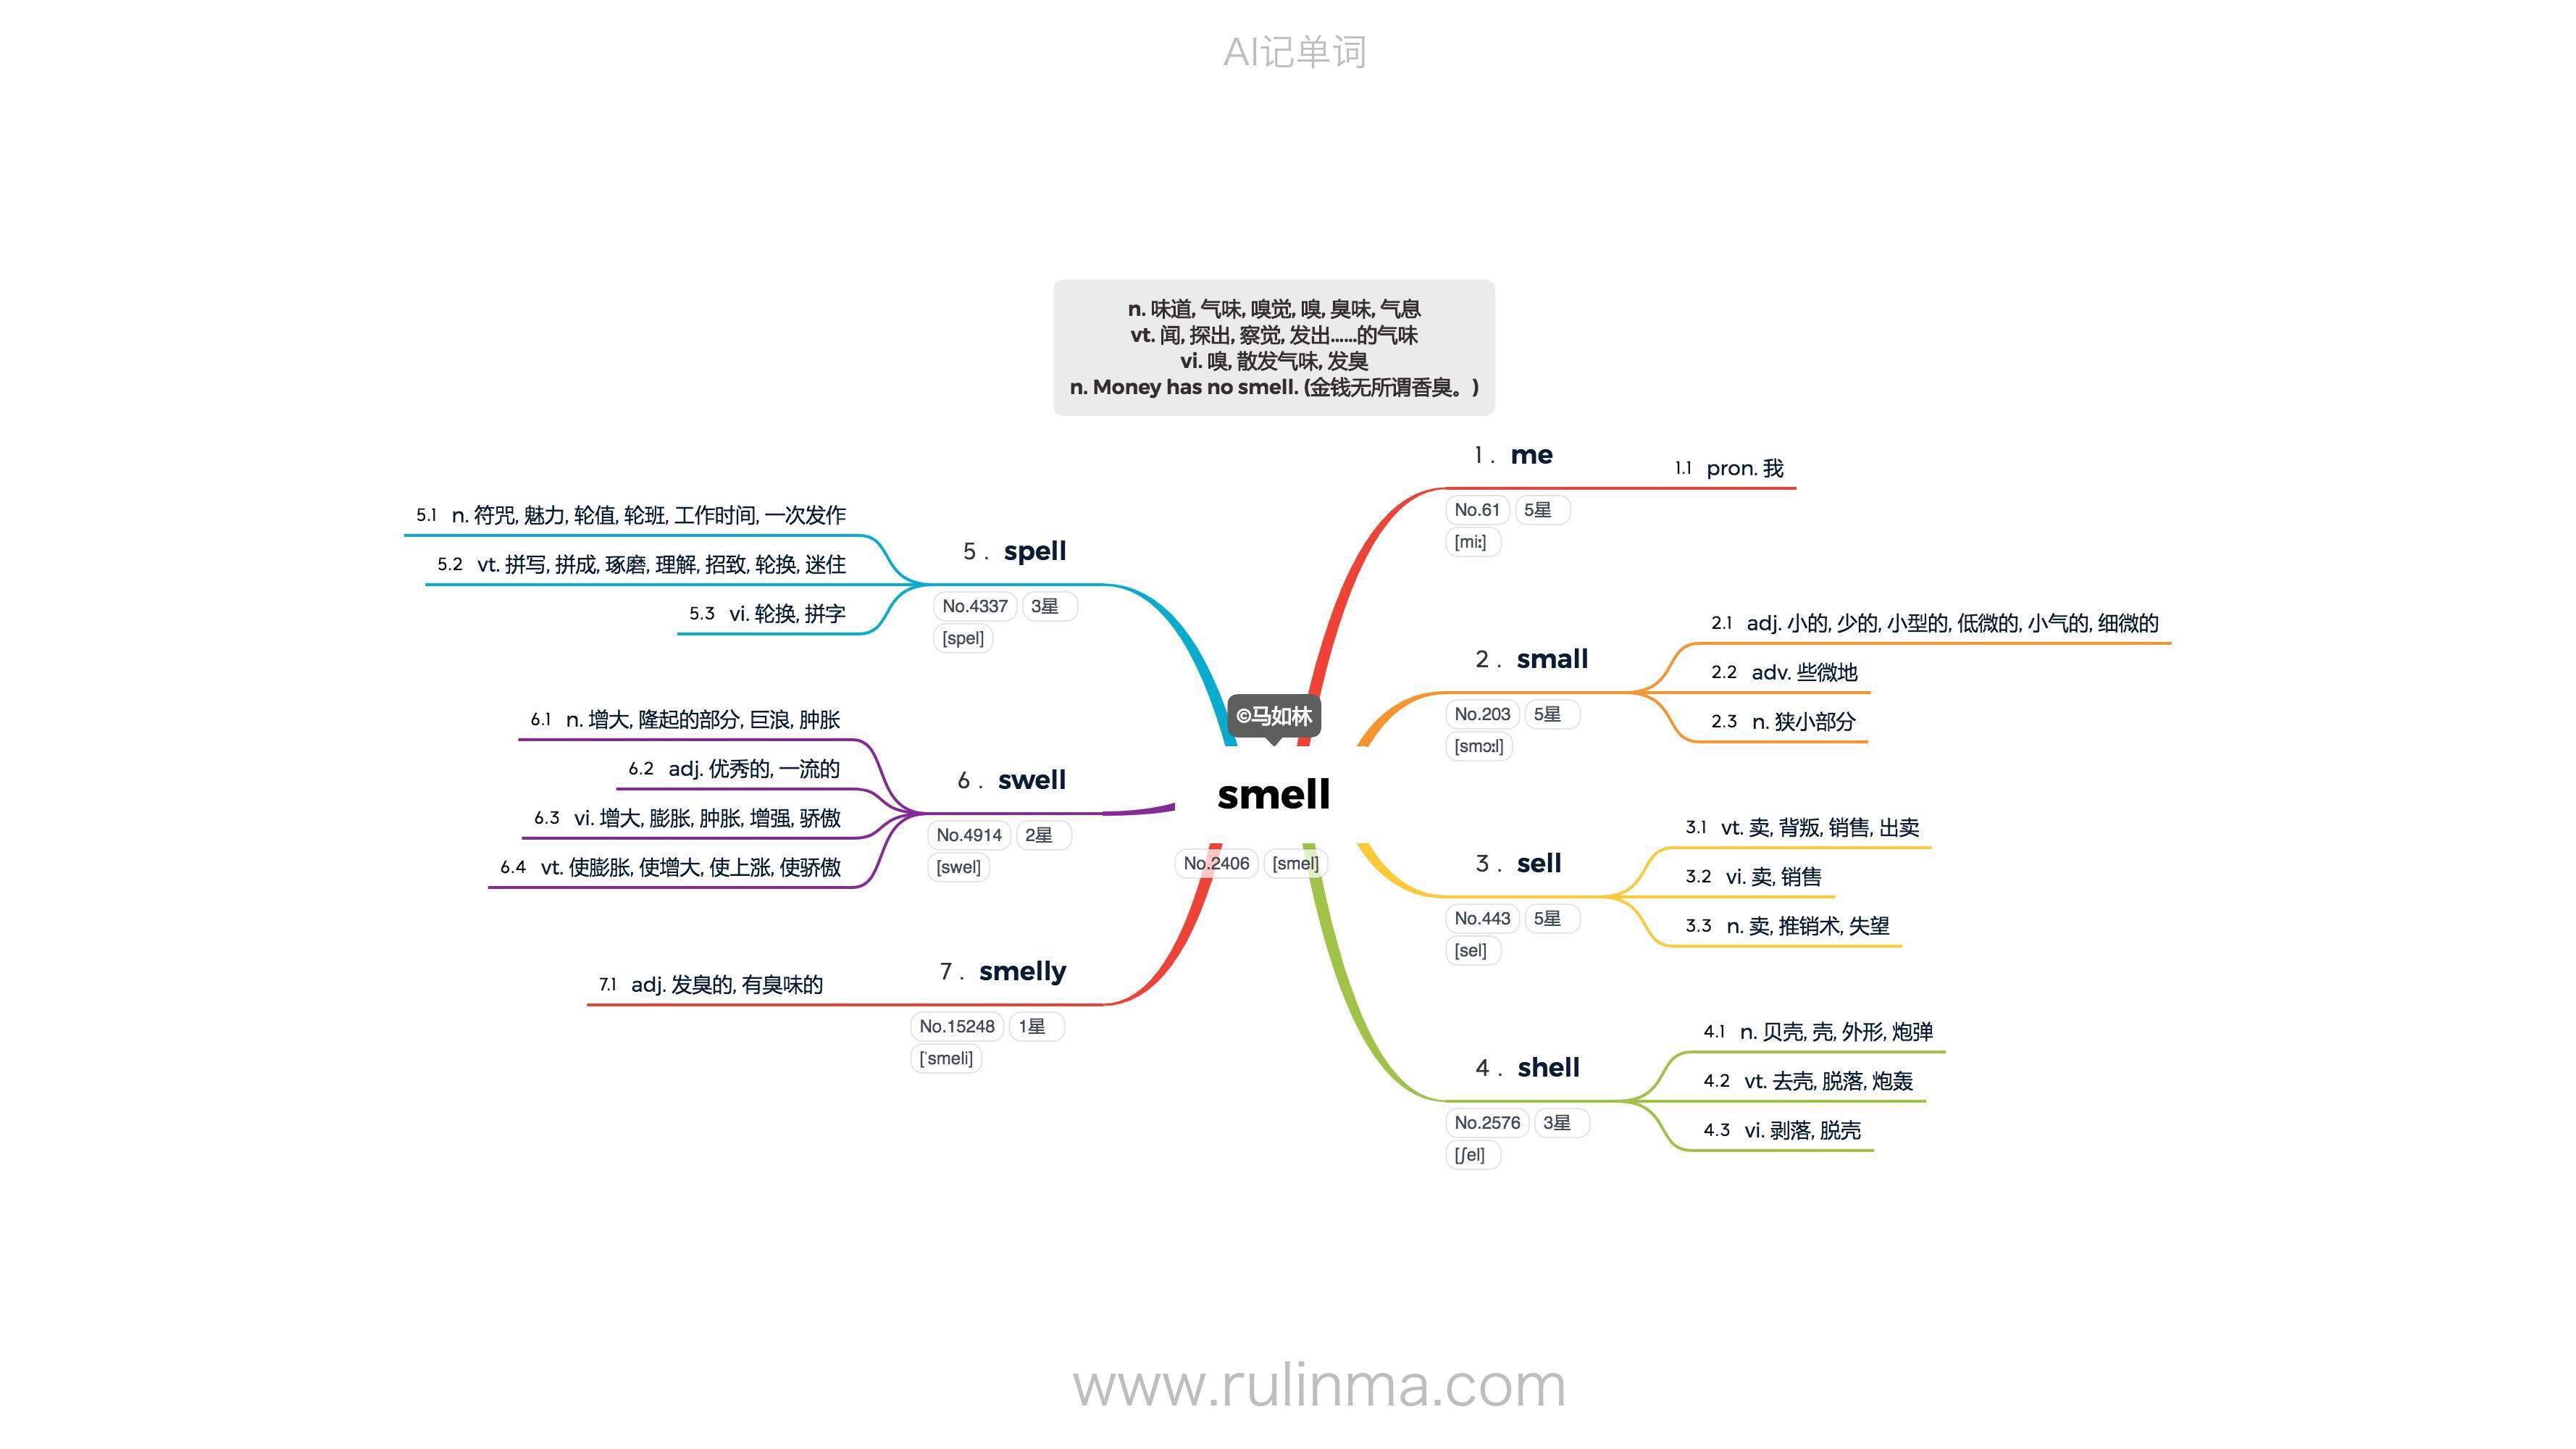 AI记单词
n. 味道, 气味, 嗅觉, 嗅, 臭味, 气息
vt. 闻, 探出, 察觉, 发出……的气味
vi. 嗅, 散发气味, 发臭
n. Money has no smell. (金钱无所谓香臭。)
©马如林
smell
No.2406 [smel]
1 . me
No.61 5星
[miː]
1.1 pron. 我
2 . small
No.203 5星
[smɔːl]
2.1 adj. 小的, 少的, 小型的, 低微的, 小气的, 细微的
2.2 adv. 些微地
2.3 n. 狭小部分
3 . sell
No.443 5星
[sel]
3.1 vt. 卖, 背叛, 销售, 出卖
3.2 vi. 卖, 销售
3.3 n. 卖, 推销术, 失望
4 . shell
No.2576 3星
[ʃel]
4.1 n. 贝壳, 壳, 外形, 炮弹
4.2 vt. 去壳, 脱落, 炮轰
4.3 vi. 剥落, 脱壳
5 . spell
No.4337 3星
[spel]
5.1 n. 符咒, 魅力, 轮值, 轮班, 工作时间, 一次发作
5.2 vt. 拼写, 拼成, 琢磨, 理解, 招致, 轮换, 迷住
5.3 vi. 轮换, 拼字
6 . swell
No.4914 2星
[swel]
6.1 n. 增大, 隆起的部分, 巨浪, 肿胀
6.2 adj. 优秀的, 一流的
6.3 vi. 增大, 膨胀, 肿胀, 增强, 骄傲
6.4 vt. 使膨胀, 使增大, 使上涨, 使骄傲
7 . smelly
No.15248 1星
[ˈsmeli]
7.1 adj. 发臭的, 有臭味的
www.rulinma.com